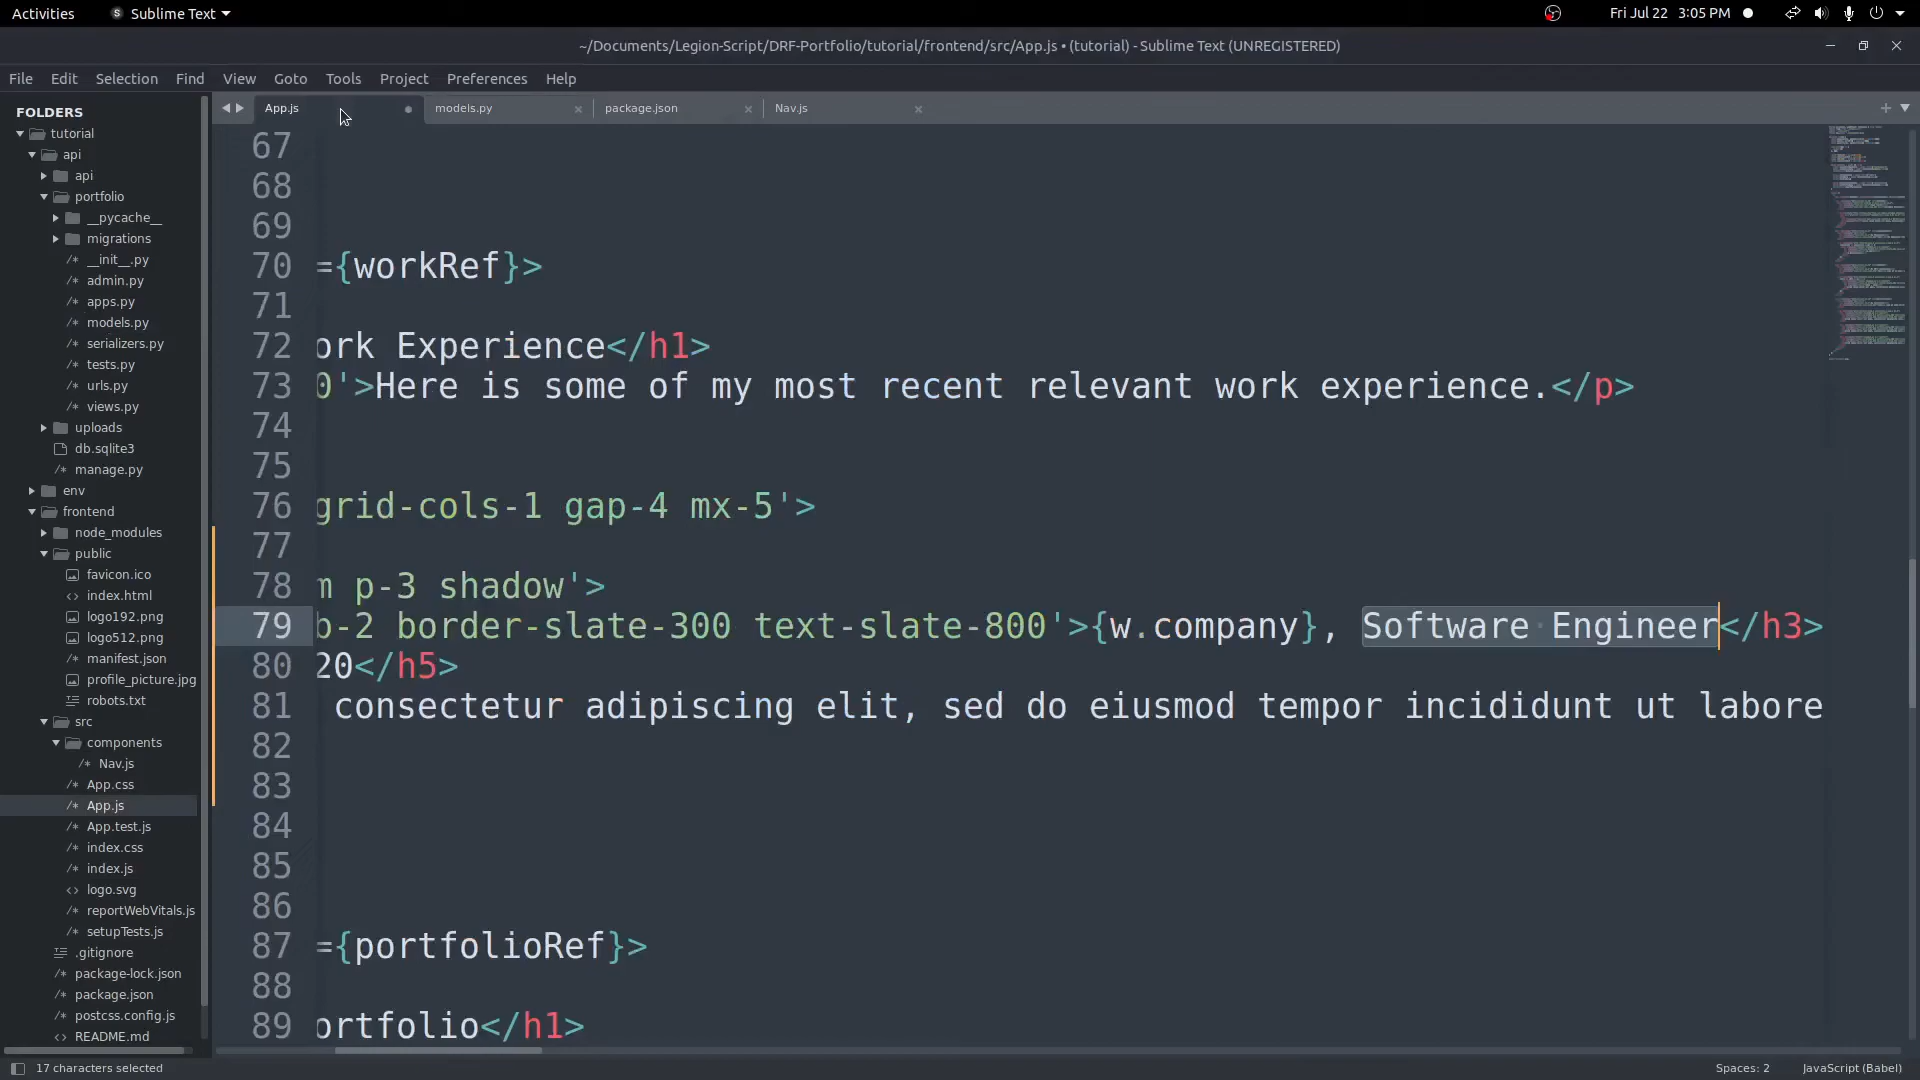 Activities
Sublime Text
Fri Jul 22 3:05 PM
~/Documents/Legion-Script/DRF-Portfolio/tutorial/frontend/src/App.js • (tutorial) - Sublime Text (UNREGISTERED)
File Edit Selection Find View Goto Tools Project Preferences Help
FOLDERS
tutorial
api
api
portfolio
__pycache__
migrations
/* __init__.py
/* admin.py
/* apps.py
/* models.py
/* serializers.py
/* tests.py
/* urls.py
/* views.py
uploads
db.sqlite3
/* manage.py
env
frontend
node_modules
public
favicon.ico
<> index.html
logo192.png
logo512.png
/* manifest.json
profile_picture.jpg
robots.txt
src
components
/* Nav.js
/* App.css
/* App.js
/* App.test.js
/* index.css
/* index.js
<> logo.svg
/* reportWebVitals.js
/* setupTests.js
.gitignore
/* package-lock.json
/* package.json
/* postcss.config.js
<> README.md
App.js
models.py
package.json
Nav.js
67
68
69
70 ={workRef}>
71
72 ork Experience</h1>
73 0'>Here is some of my most recent relevant work experience.</p>
74
75
76 grid-cols-1 gap-4 mx-5'>
77
78 m p-3 shadow'>
79 b-2 border-slate-300 text-slate-800'>{w.company}, Software Engineer</h3>
80 20</h5>
81 consectetur adipiscing elit, sed do eiusmod tempor incididunt ut labore
82
83
84
85
86
87 ={portfolioRef}>
88
89 ortfolio</h1>
17 characters selected
Spaces: 2
JavaScript (Babel)